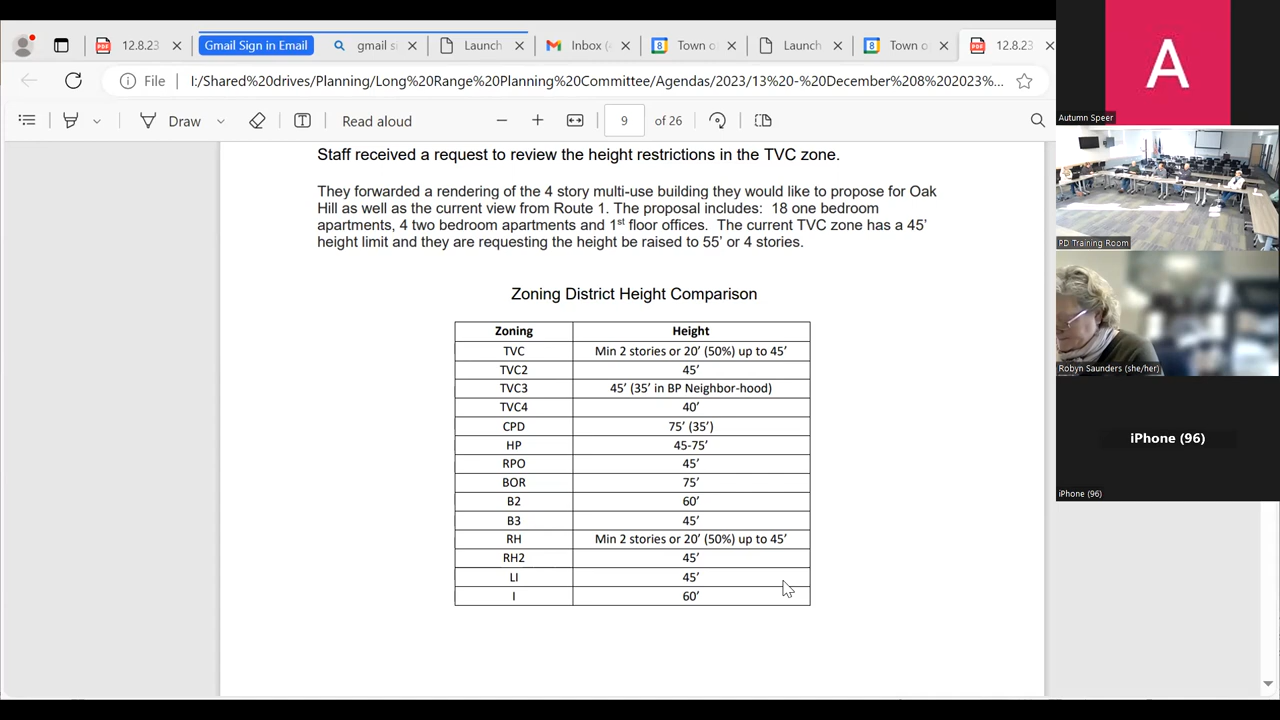 12.8.23
Gmail Sign in Email
gmail s
Launch
Inbox (
Town o
Launch
Town o
12.8.23
File
I:/Shared%20drives/Planning/Long%20Range%20Planning%20Committee/Agendas/2023/13%20-%20December%208%202023%...
Draw
Read aloud
9
of 26
Staff received a request to review the height restrictions in the TVC zone.
They forwarded a rendering of the 4 story multi-use building they would like to propose for Oak
Hill as well as the current view from Route 1. The proposal includes: 18 one bedroom
apartments, 4 two bedroom apartments and 1st floor offices. The current TVC zone has a 45’
height limit and they are requesting the height be raised to 55’ or 4 stories.
Zoning District Height Comparison
Zoning Height
TVC Min 2 stories or 20’ (50%) up to 45’
TVC2 45’
TVC3 45’ (35’ in BP Neighbor-hood)
TVC4 40’
CPD 75’ (35’)
HP 45-75’
RPO 45’
BOR 75’
B2 60’
B3 45’
RH Min 2 stories or 20’ (50%) up to 45’
RH2 45’
LI 45’
I 60’
A
Autumn Speer
PD Training Room
Robyn Saunders (she/her)
iPhone (96)
iPhone (96)